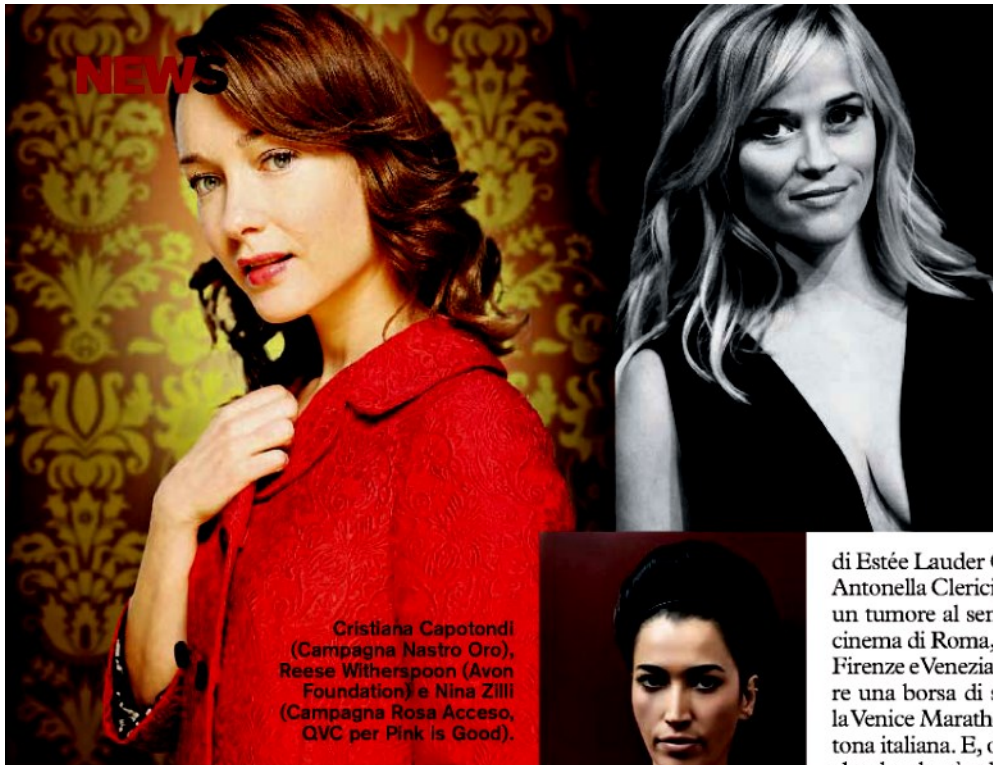 NEWS
Cristiana Capotondi
(Campagna Nastro Oro),
Reese Witherspoon (Avon
Foundation) e Nina Zilli
(Campagna Rosa Acceso,
QVC per Pink is Good).
di Estée Lauder
Antonella Clerici
un tumore al
cinema di Roma,
Firenze e Venezia
re una borsa di
la Venice
tona italiana. E,